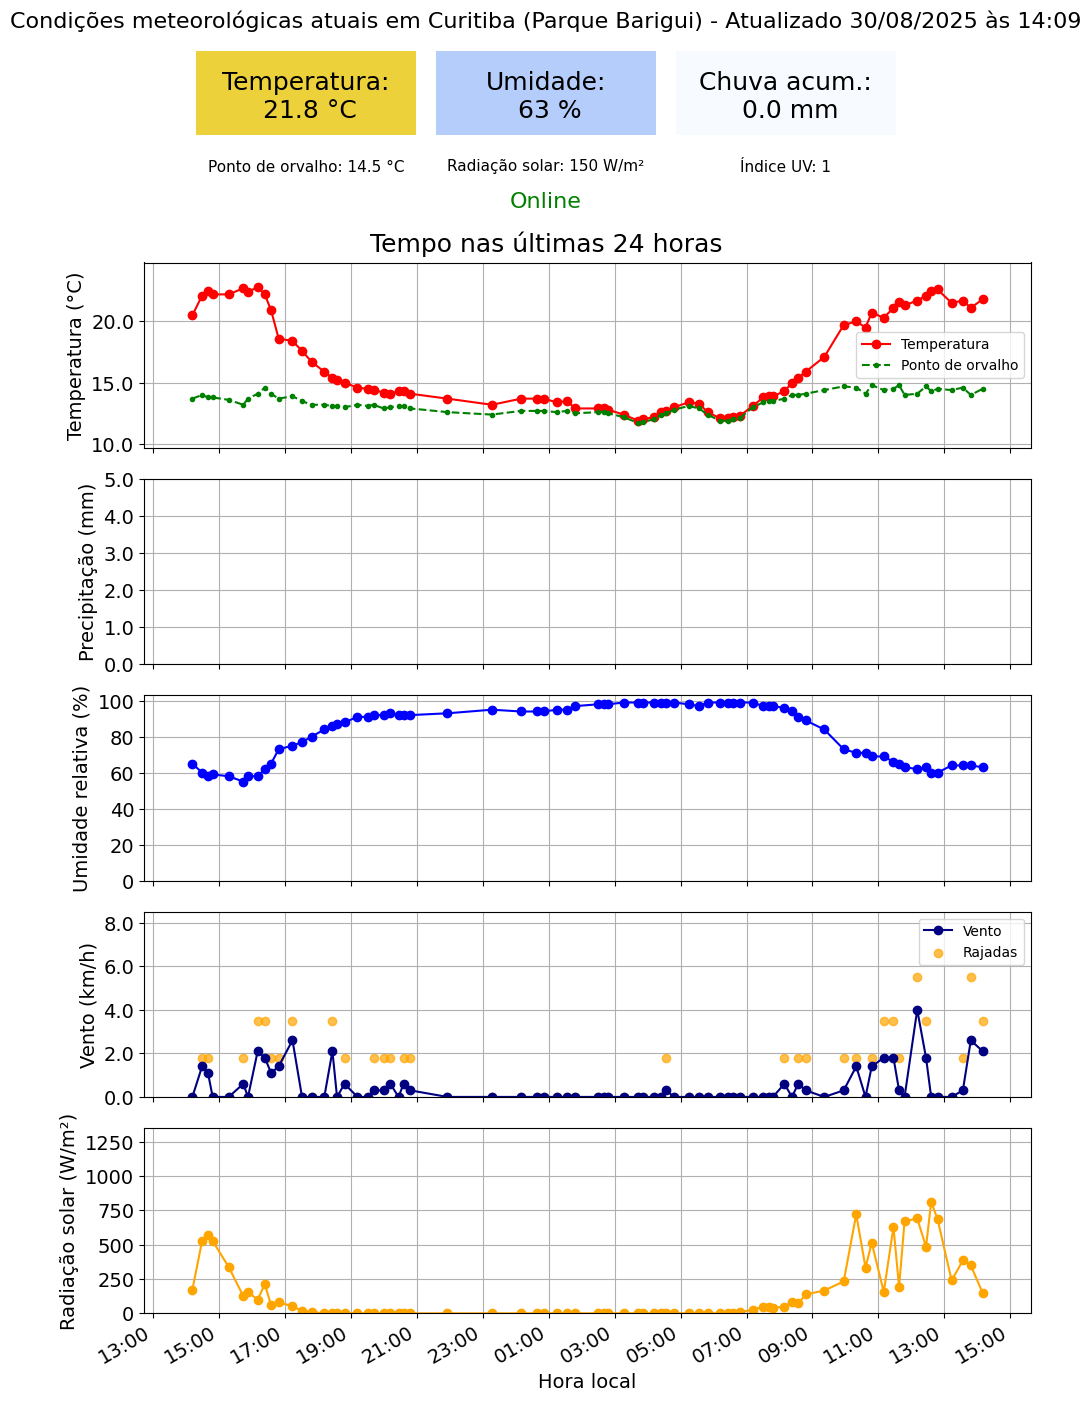 Condições meteorológicas atuais em Curitiba (Parque Barigui) - Atualizado 30/08/2025 às 14:09
Temperatura:
21.8 °C
Umidade:
63 %
Chuva acum.:
0.0 mm
Ponto de orvalho: 14.5 °C
Radiação solar: 150 W/m²
Índice UV: 1
Online
Tempo nas últimas 24 horas
Temperatura (°C)
20.0
15.0
10.0
Temperatura
Ponto de orvalho
Precipitação (mm)
5.0
4.0
3.0
2.0
1.0
0.0
Umidade relativa (%)
100
80
60
40
20
0
Vento (km/h)
8.0
6.0
4.0
2.0
0.0
Vento
Rajadas
Radiação solar (W/m²)
1250
1000
750
500
250
0
13:00
15:00
17:00
19:00
21:00
23:00
01:00
03:00
05:00
07:00
09:00
11:00
13:00
15:00
Hora local